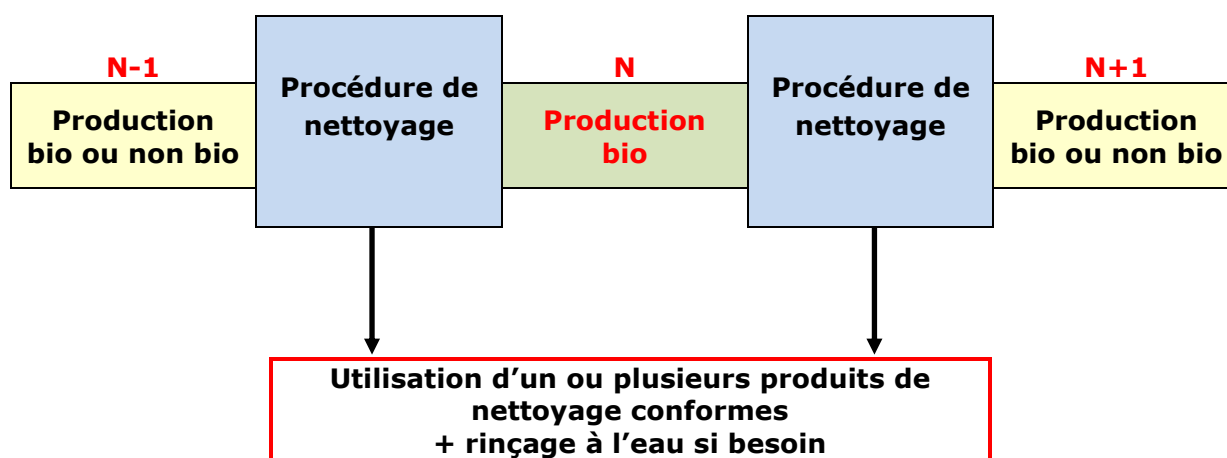 N-1
Production
bio ou non bio
Procédure de
nettoyage
N
Production
bio
Procédure de
nettoyage
N+1
Production
bio ou non bio
Utilisation d’un ou plusieurs produits de
nettoyage conformes
+ rinçage à l’eau si besoin